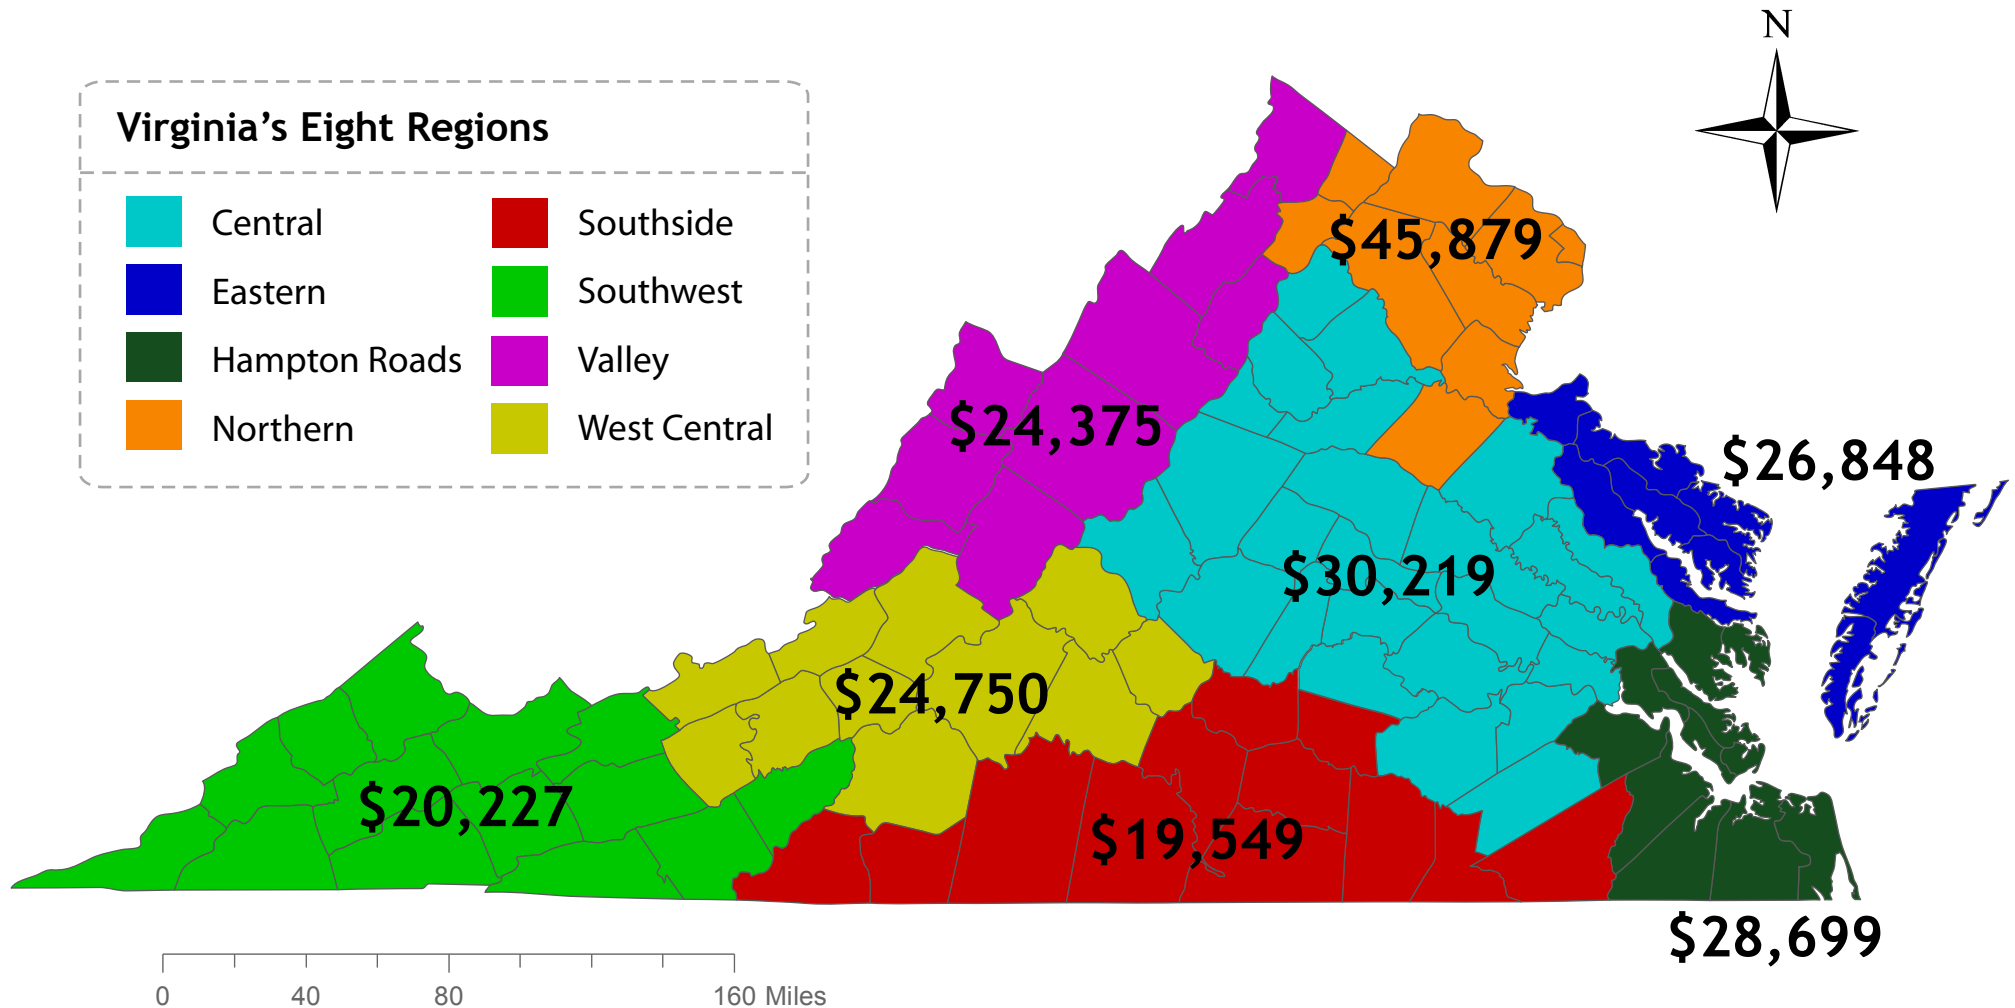 N
Virginia’s Eight Regions
Central
Southside
Eastern
Southwest
Hampton Roads
Valley
Northern
West Central
$45,879
$24,375
$26,848
$30,219
$24,750
$20,227
$19,549
$28,699
0 40 80 160 Miles